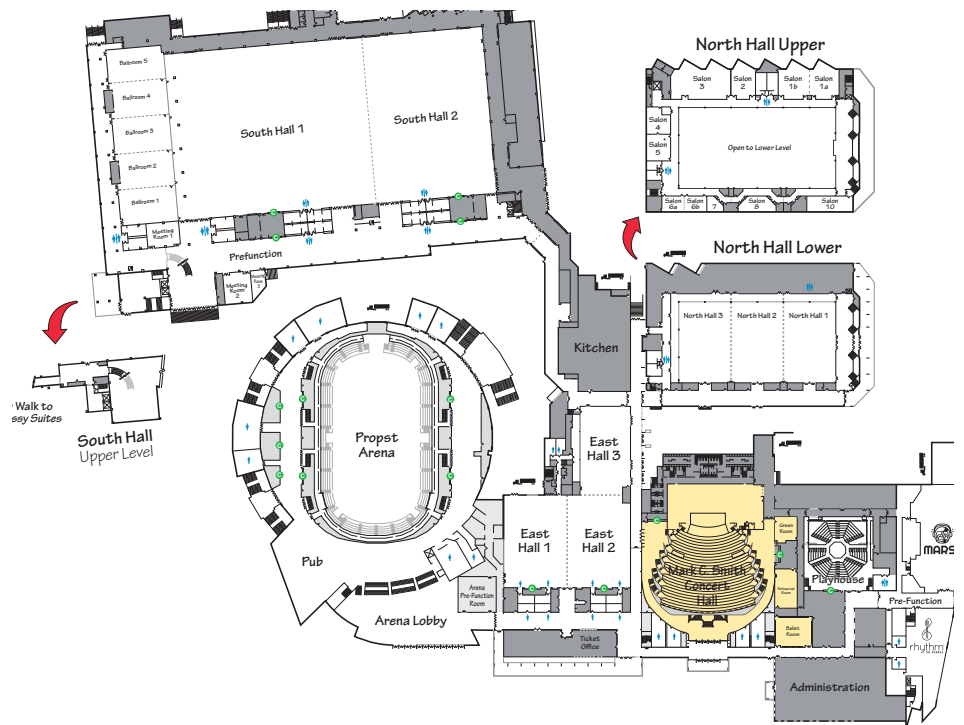 North Hall Upper
Salon
3
Salon
2
Salon
1b
Salon
1a
Salon
4
Salon
5
Open to Lower Level
Salon
6a
Salon
6b
7
Salon
8
Salon
10
Ballroom 5
Ballroom 4
Ballroom 3
Ballroom 2
Ballroom 1
South Hall 1
South Hall 2
Meeting
Room 1
Prefunction
Meeting
Room
2
Meeting
Room
3
North Hall Lower
North Hall 3
North Hall 2
North Hall 1
Kitchen
Walk to
ssy Suites
South Hall
Upper Level
Propst
Arena
East
Hall 3
East
Hall 1
East
Hall 2
Pub
Arena
Pre-Function
Room
Arena Lobby
Ticket
Office
Mark C. Smith
Concert
Hall
Green
Room
Rehearsal
Room
Ballet
Room
Playhouse
MARS
Pre-Function
rhythm
Administration